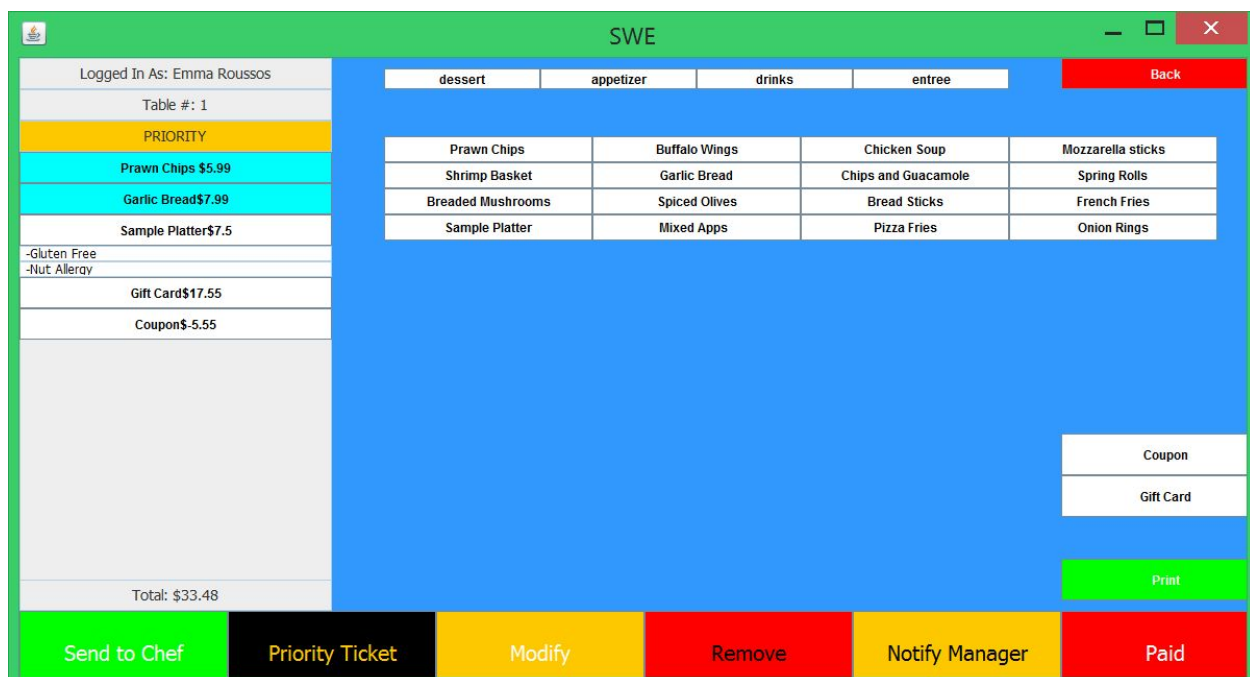 SWE
Logged In As: Emma Roussos
Table #: 1
PRIORITY
Prawn Chips $5.99
Garlic Bread$7.99
Sample Platter$7.5
-Gluten Free
-Nut Allergy
Gift Card$17.55
Coupon$-5.55
Total: $33.48
dessert appetizer drinks entree
Back
Prawn Chips Buffalo Wings Chicken Soup Mozzarella sticks
Shrimp Basket Garlic Bread Chips and Guacamole Spring Rolls
Breaded Mushrooms Spiced Olives Bread Sticks French Fries
Sample Platter Mixed Apps Pizza Fries Onion Rings
Coupon
Gift Card
Print
Send to Chef Priority Ticket Modify Remove Notify Manager Paid